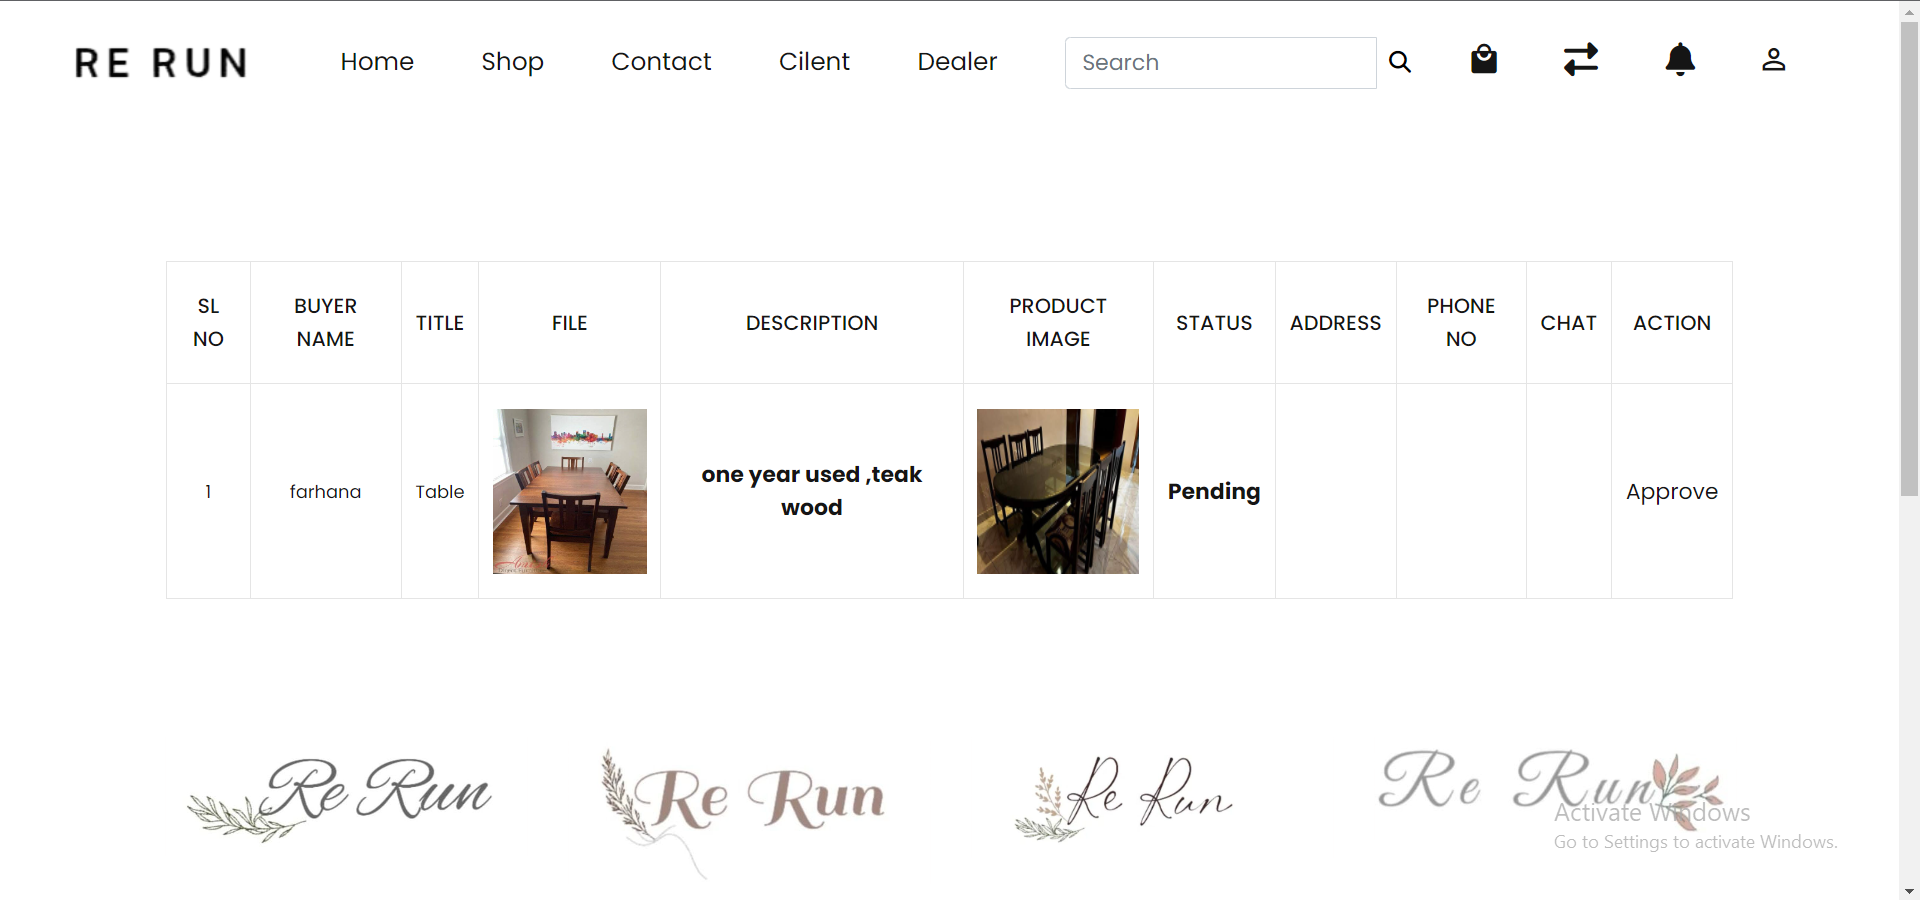 RE RUN
Home
Shop
Contact
Cilent
Dealer
Search
SL
NO
BUYER
NAME
TITLE
FILE
DESCRIPTION
PRODUCT
IMAGE
STATUS
ADDRESS
PHONE
NO
CHAT
ACTION
1
farhana
Table
one year used ,teak
wood
Pending
Approve
Re Run
Re Run
Re Run
Re Run
Activate Windows
Go to Settings to activate Windows.